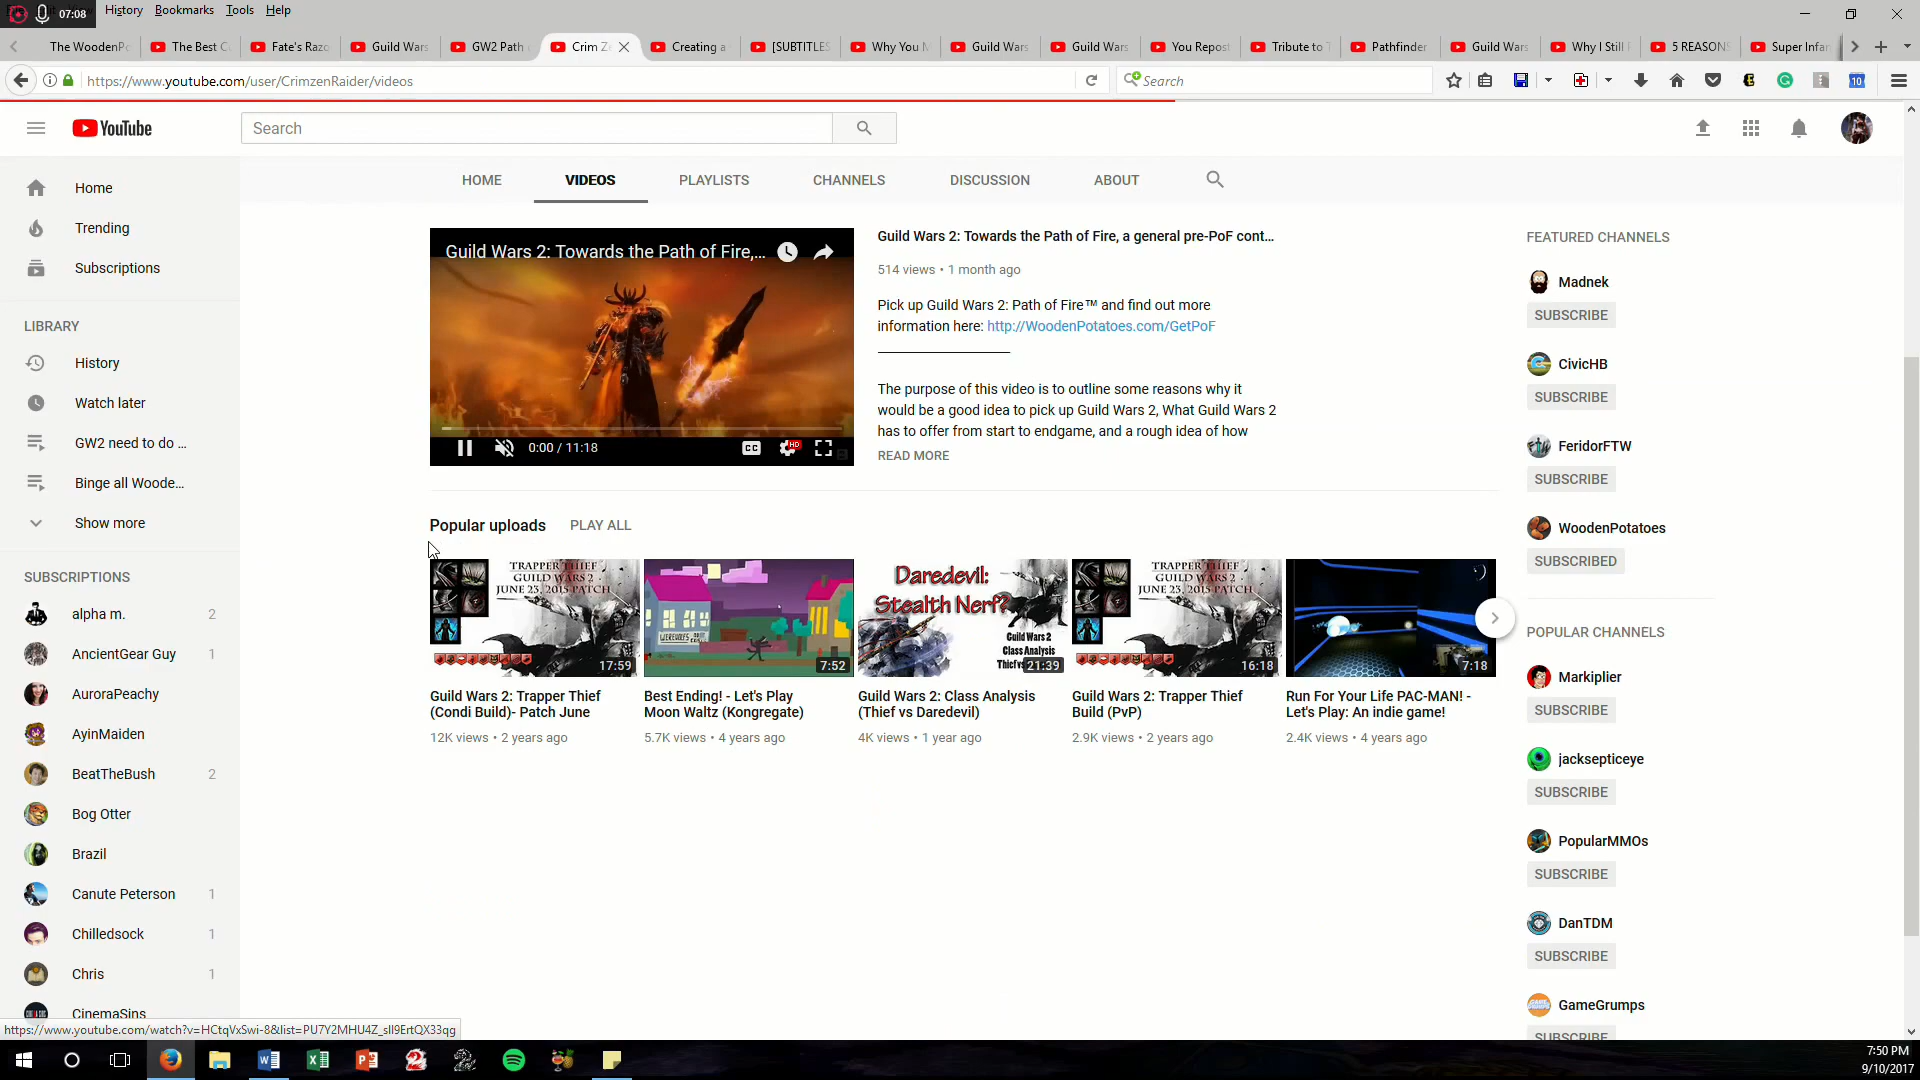 07:08
History Bookmarks Tools Help
The WoodenPo
The Best C
Fate's Razo
Guild Wars
GW2 Path
Crim Ze
Creating a
[SUBTITLES
Why You M
Guild Wars
Guild Wars
You Repost
Tribute to T
Pathfinder
Guild Wars
Why I Still
5 REASONS
Super Infan
https://www.youtube.com/user/CrimzenRaider/videos
Search
10
YouTube
Search
HOME VIDEOS PLAYLISTS CHANNELS DISCUSSION ABOUT
Home
Trending
Subscriptions
LIBRARY
History
Watch later
GW2 need to do ...
Binge all Woode...
Show more
SUBSCRIPTIONS
alpha m. 2
AncientGear Guy 1
AuroraPeachy
AyinMaiden
BeatTheBush 2
Bog Otter
Brazil
Canute Peterson 1
Chilledsock 1
Chris 1
CinemaSins
Guild Wars 2: Towards the Path of Fire,...
0:00 / 11:18
CC
HD
Guild Wars 2: Towards the Path of Fire, a general pre-PoF cont...
514 views • 1 month ago
Pick up Guild Wars 2: Path of Fire™ and find out more
information here: http://WoodenPotatoes.com/GetPoF
The purpose of this video is to outline some reasons why it
would be a good idea to pick up Guild Wars 2, What Guild Wars 2
has to offer from start to endgame, and a rough idea of how
READ MORE
Popular uploads PLAY ALL
TRAPPER THIEF
GUILD WARS 2
JUNE 23, 2015 PATCH
17:59
Guild Wars 2: Trapper Thief
(Condi Build)- Patch June
12K views • 2 years ago
7:52
Best Ending! - Let's Play
Moon Waltz (Kongregate)
5.7K views • 4 years ago
Daredevil:
Stealth Nerf?
Guild Wars 2
Class Analysis
21:39
Guild Wars 2: Class Analysis
(Thief vs Daredevil)
4K views • 1 year ago
TRAPPER THIEF
GUILD WARS 2
JUNE 23, 2015 PATCH
16:18
Guild Wars 2: Trapper Thief
Build (PvP)
2.9K views • 2 years ago
7:18
Run For Your Life PAC-MAN! -
Let's Play: An indie game!
2.4K views • 4 years ago
FEATURED CHANNELS
Madnek
SUBSCRIBE
CivicHB
SUBSCRIBE
FeridorFTW
SUBSCRIBE
WoodenPotatoes
SUBSCRIBED
POPULAR CHANNELS
Markiplier
SUBSCRIBE
jacksepticeye
SUBSCRIBE
PopularMMOs
SUBSCRIBE
DanTDM
SUBSCRIBE
GameGrumps
SUBSCRIBE
https://www.youtube.com/watch?v=HCtqVxSwi-8&list=PU7Y2MHU4Z_sIl9ErtQX33qg
7:50 PM
9/10/2017